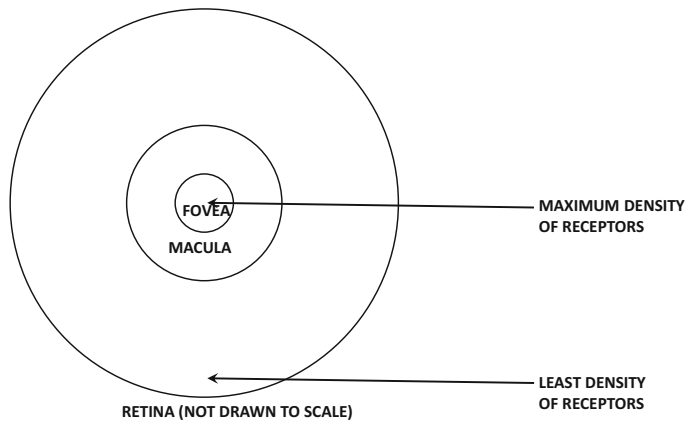 MAXIMUM DENSITY
OF RECEPTORS
FOVEA
MACULA
LEAST DENSITY
OF RECEPTORS
RETINA (NOT DRAWN TO SCALE)